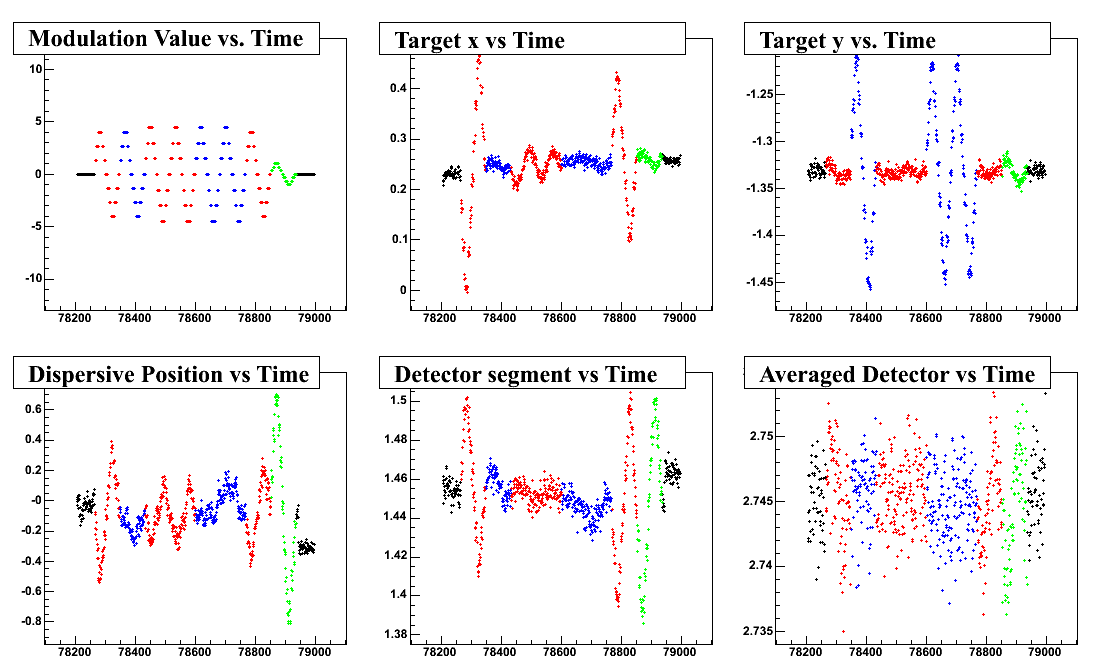 Modulation Value vs. Time
10
5
0
-5
-10
78200 78400 78600 78800 79000
Target x vs Time
0.4
0.3
0.2
0.1
0
78200 78400 78600 78800 79000
Target y vs. Time
-1.25
-1.3
-1.35
-1.4
-1.45
78200 78400 78600 78800 79000
Dispersive Position vs Time
0.6
0.4
0.2
-0
-0.2
-0.4
-0.6
-0.8
78200 78400 78600 78800 79000
Detector segment vs Time
1.5
1.48
1.46
1.44
1.42
1.4
1.38
78200 78400 78600 78800 79000
Averaged Detector vs Time
2.75
2.745
2.74
2.735
78200 78400 78600 78800 79000